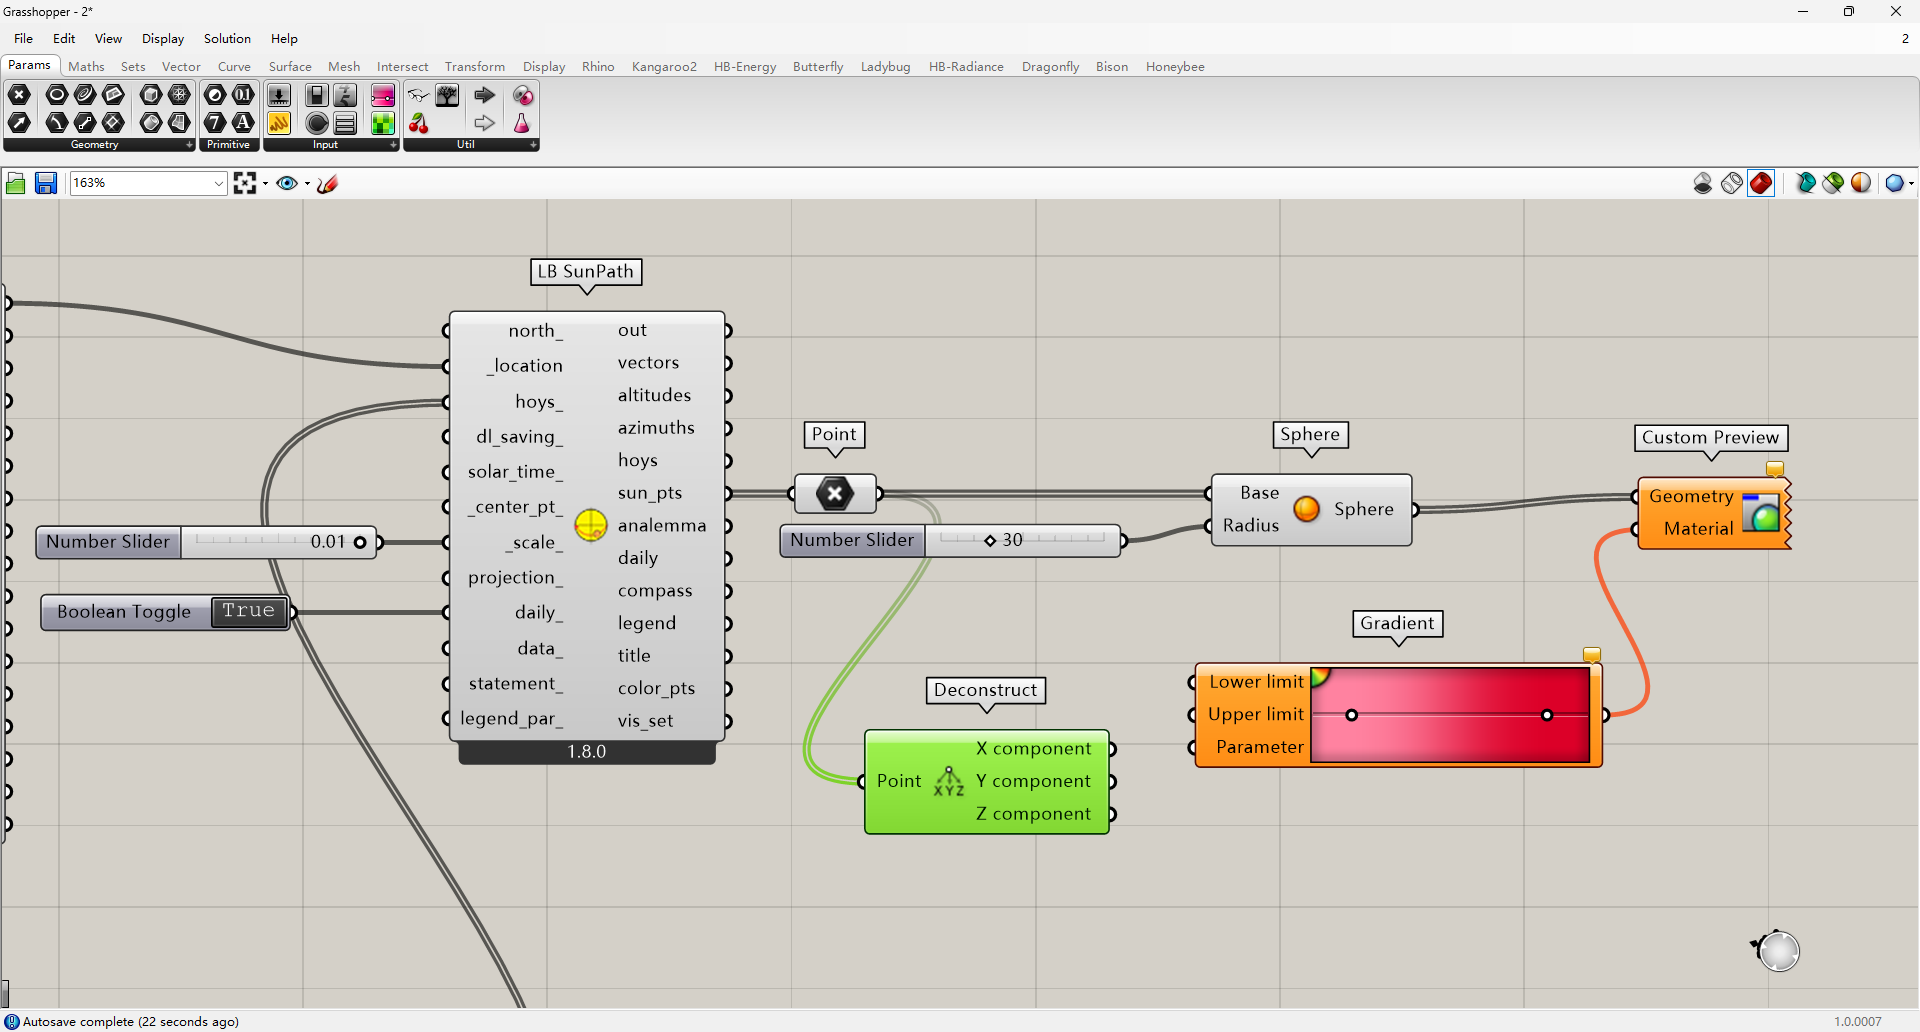 Grasshopper - 2*
File Edit View Display Solution Help 2
Params Maths Sets Vector Curve Surface Mesh Intersect Transform Display Rhino Kangaroo2 HB-Energy Butterfly Ladybug HB-Radiance Dragonfly Bison Honeybee
Geometry Primitive Input Util
163%
LB SunPath
north_
_location
hoys_
dl_saving_
solar_time_
_center_pt_
_scale_
projection_
daily_
data_
statement_
legend_par_
out
vectors
altitudes
azimuths
hoys
sun_pts
analemma
daily
compass
legend
title
color_pts
vis_set
1.8.0
Number Slider 0.01
Boolean Toggle True
Point
Number Slider 30
Sphere
Base
Radius
Sphere
Custom Preview
Geometry
Material
Deconstruct
Point
XYZ
X component
Y component
Z component
Gradient
Lower limit
Upper limit
Parameter
Autosave complete (22 seconds ago)
1.0.0007